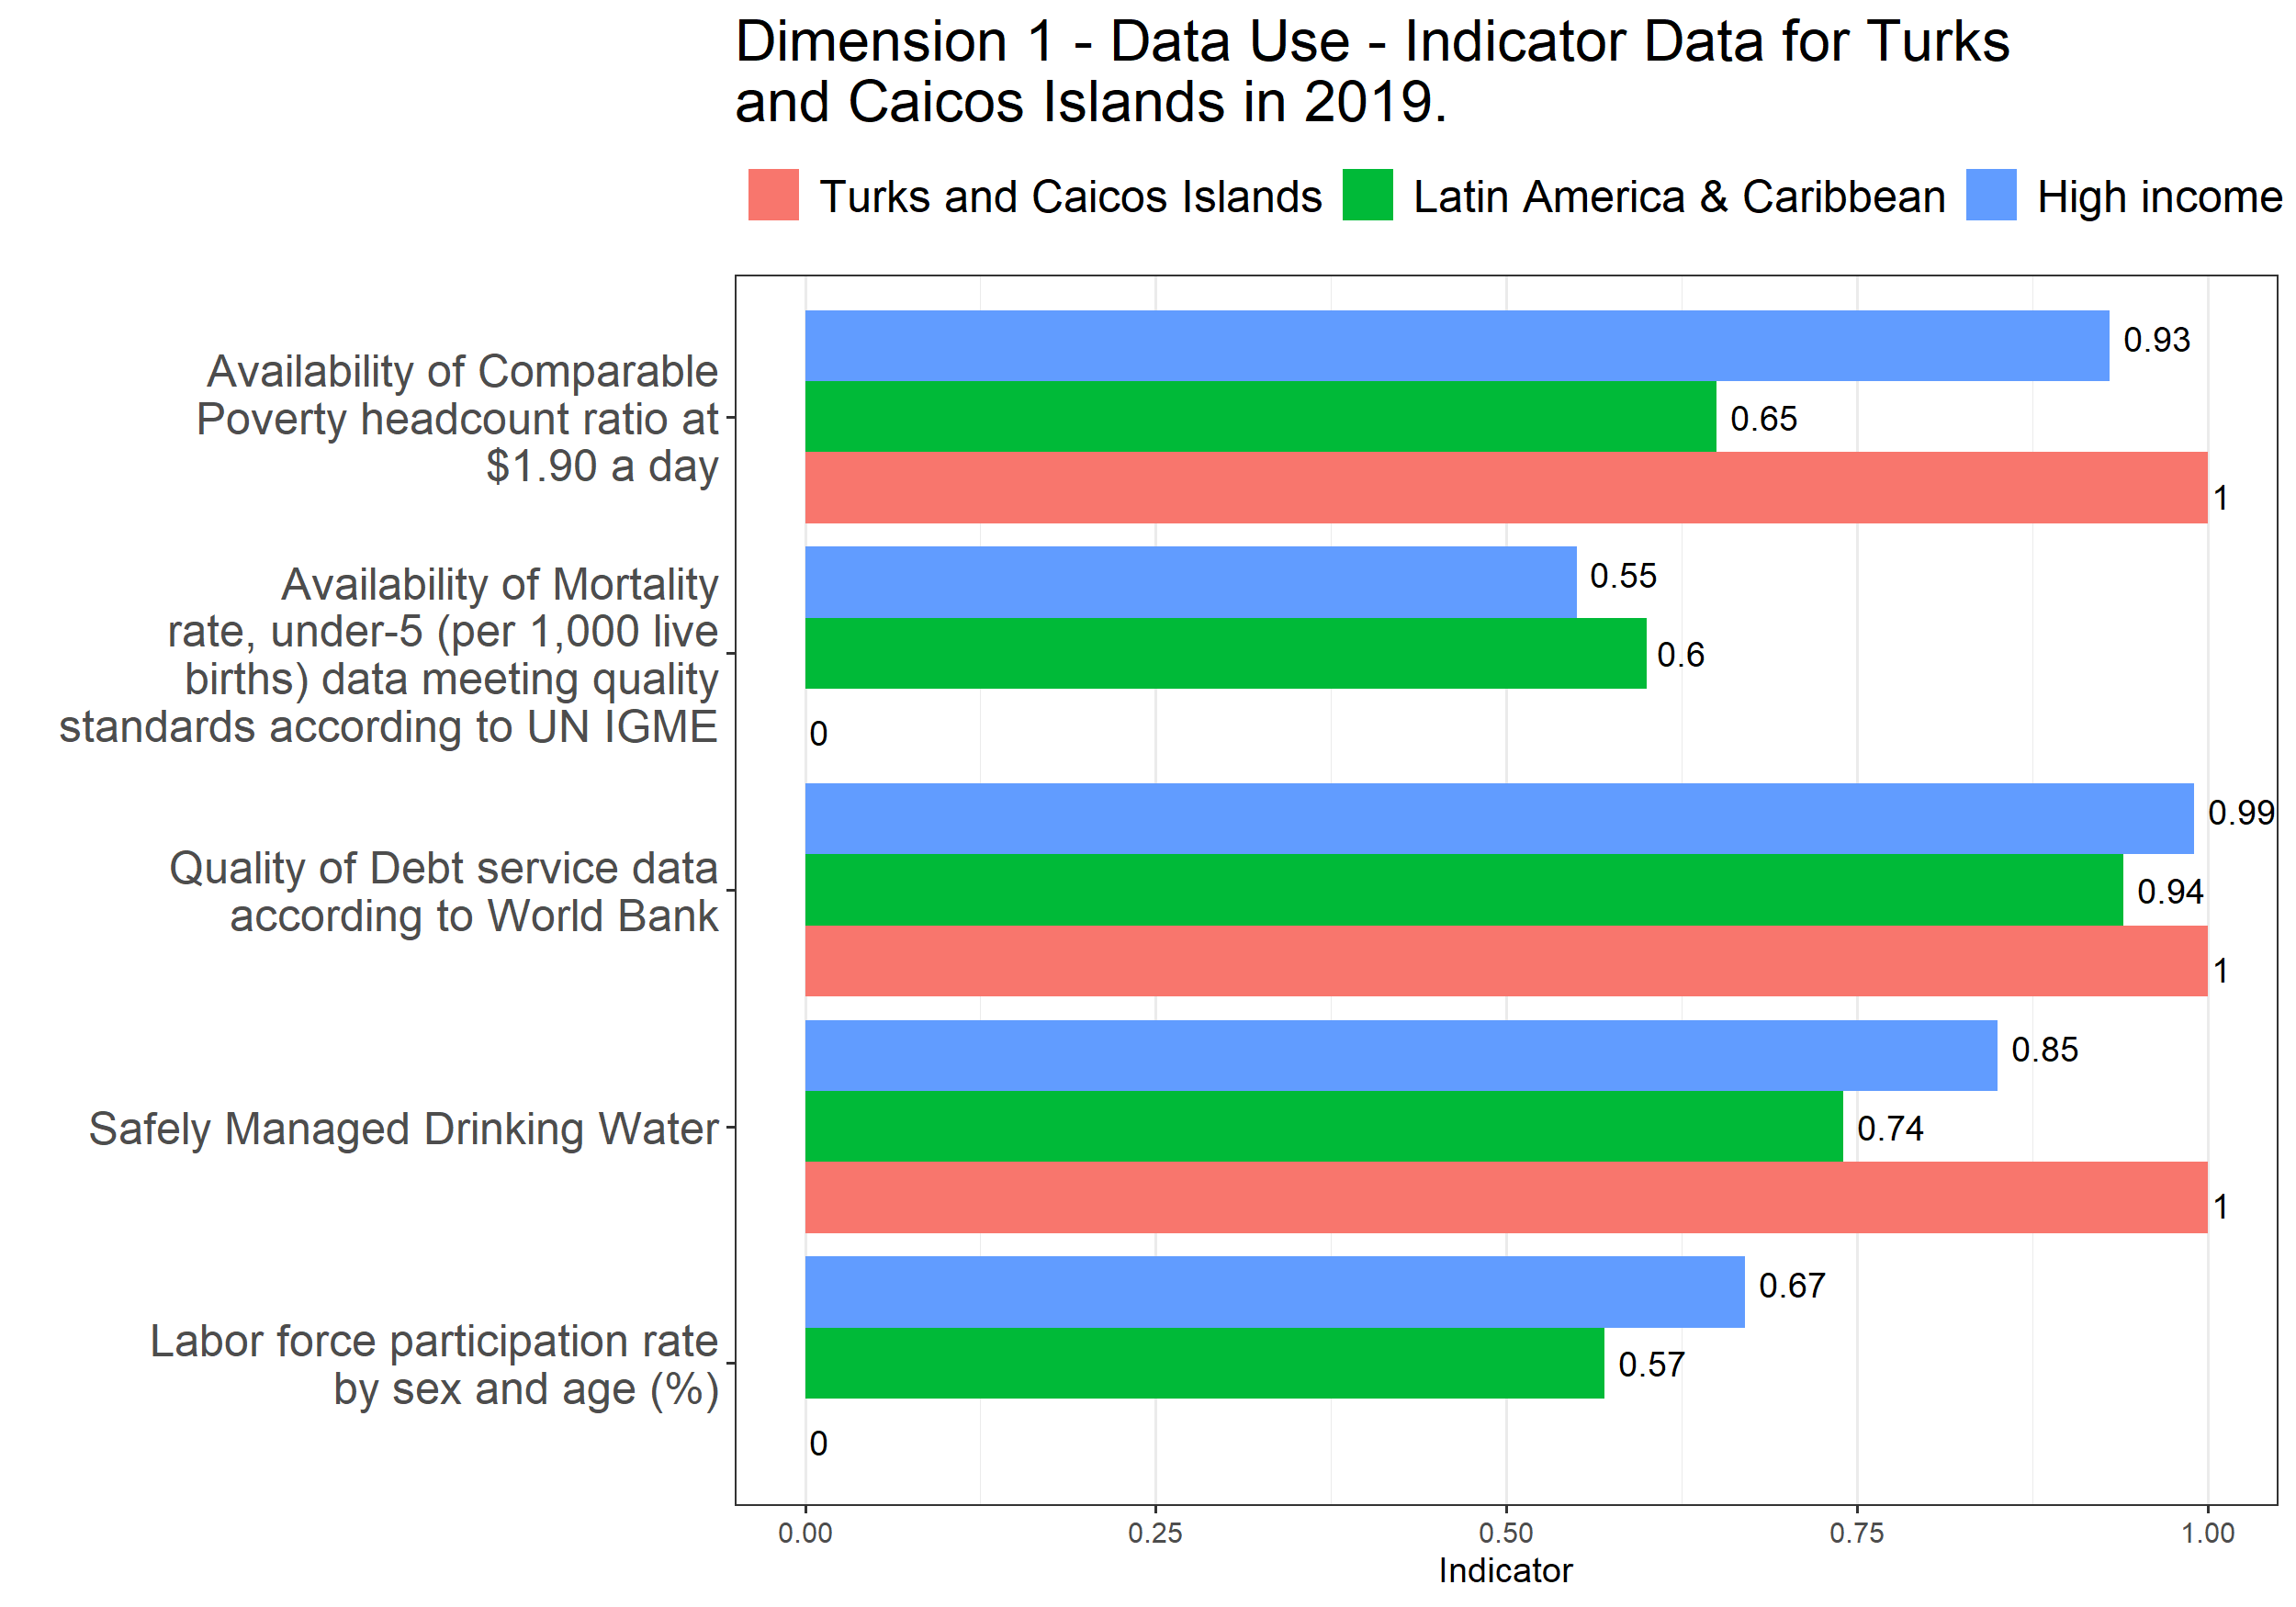 Dimension 1 - Data Use - Indicator Data for Turks
and Caicos Islands in 2019.
Turks and Caicos Islands
Latin America & Caribbean
High income
Availability of Comparable
Poverty headcount ratio at
$1.90 a day
0.93
0.65
1
Availability of Mortality
rate, under-5 (per 1,000 live
births) data meeting quality
standards according to UN IGME
0.55
0.6
0
Quality of Debt service data
according to World Bank
0.99
0.94
1
Safely Managed Drinking Water
0.85
0.74
1
Labor force participation rate
by sex and age (%)
0.67
0.57
0
0.00
0.25
0.50
0.75
1.00
Indicator